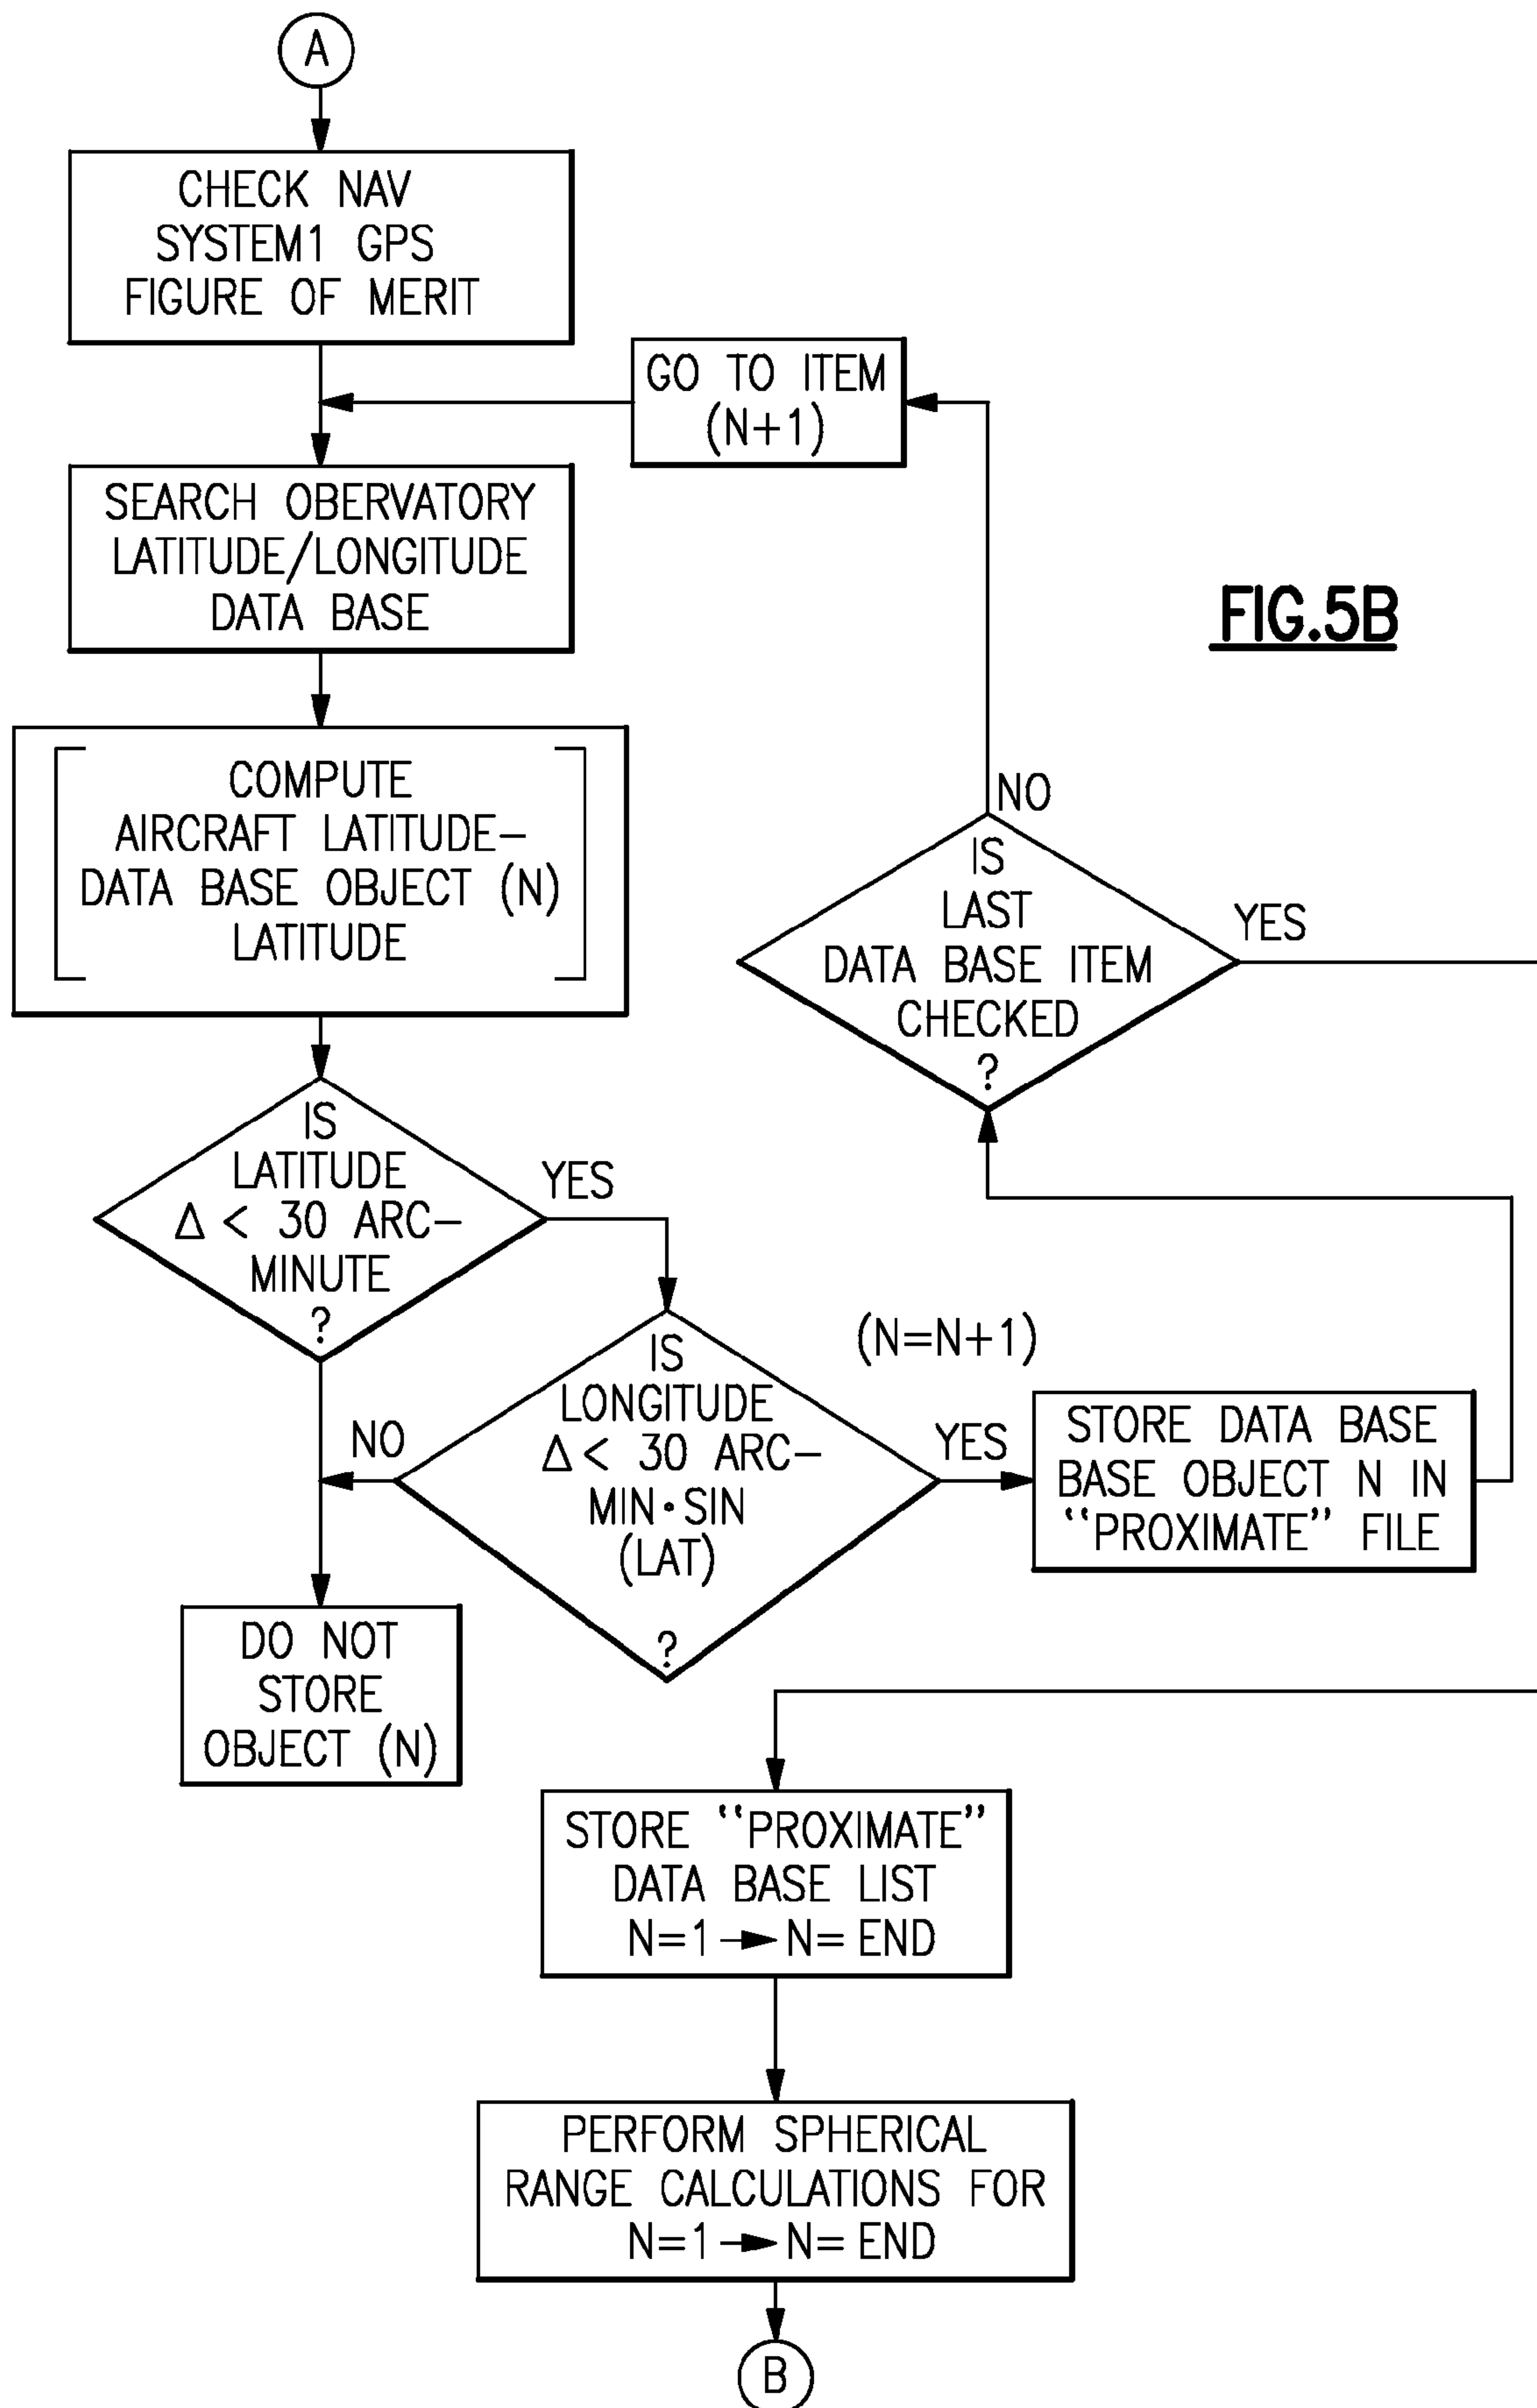 A
CHECK NAV
SYSTEM1 GPS
FIGURE OF MERIT
GO TO ITEM
(N+1)
SEARCH OBERVATORY
LATITUDE/LONGITUDE
DATA BASE
FIG.5B
COMPUTE
AIRCRAFT LATITUDE-
DATA BASE OBJECT (N)
LATITUDE
NO
IS
LAST
DATA BASE ITEM
CHECKED
?
YES
IS
LATITUDE
Δ < 30 ARC-
MINUTE
?
YES
(N=N+1)
IS
LONGITUDE
Δ < 30 ARC-
MIN•SIN
(LAT)
?
NO
YES
STORE DATA BASE
BASE OBJECT N IN
“PROXIMATE” FILE
DO NOT
STORE
OBJECT (N)
STORE “PROXIMATE”
DATA BASE LIST
N=1 → N= END
PERFORM SPHERICAL
RANGE CALCULATIONS FOR
N=1 → N= END
B